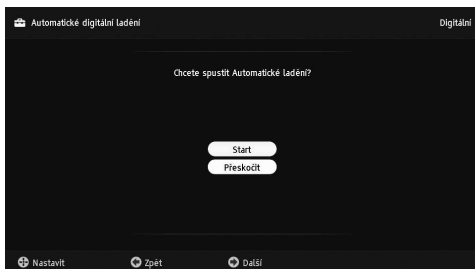 Automatické digitální ladění
Digitální
Chcete spustit Automatické ladění?
Start
Přeskočit
Nastavit
Zpět
Další